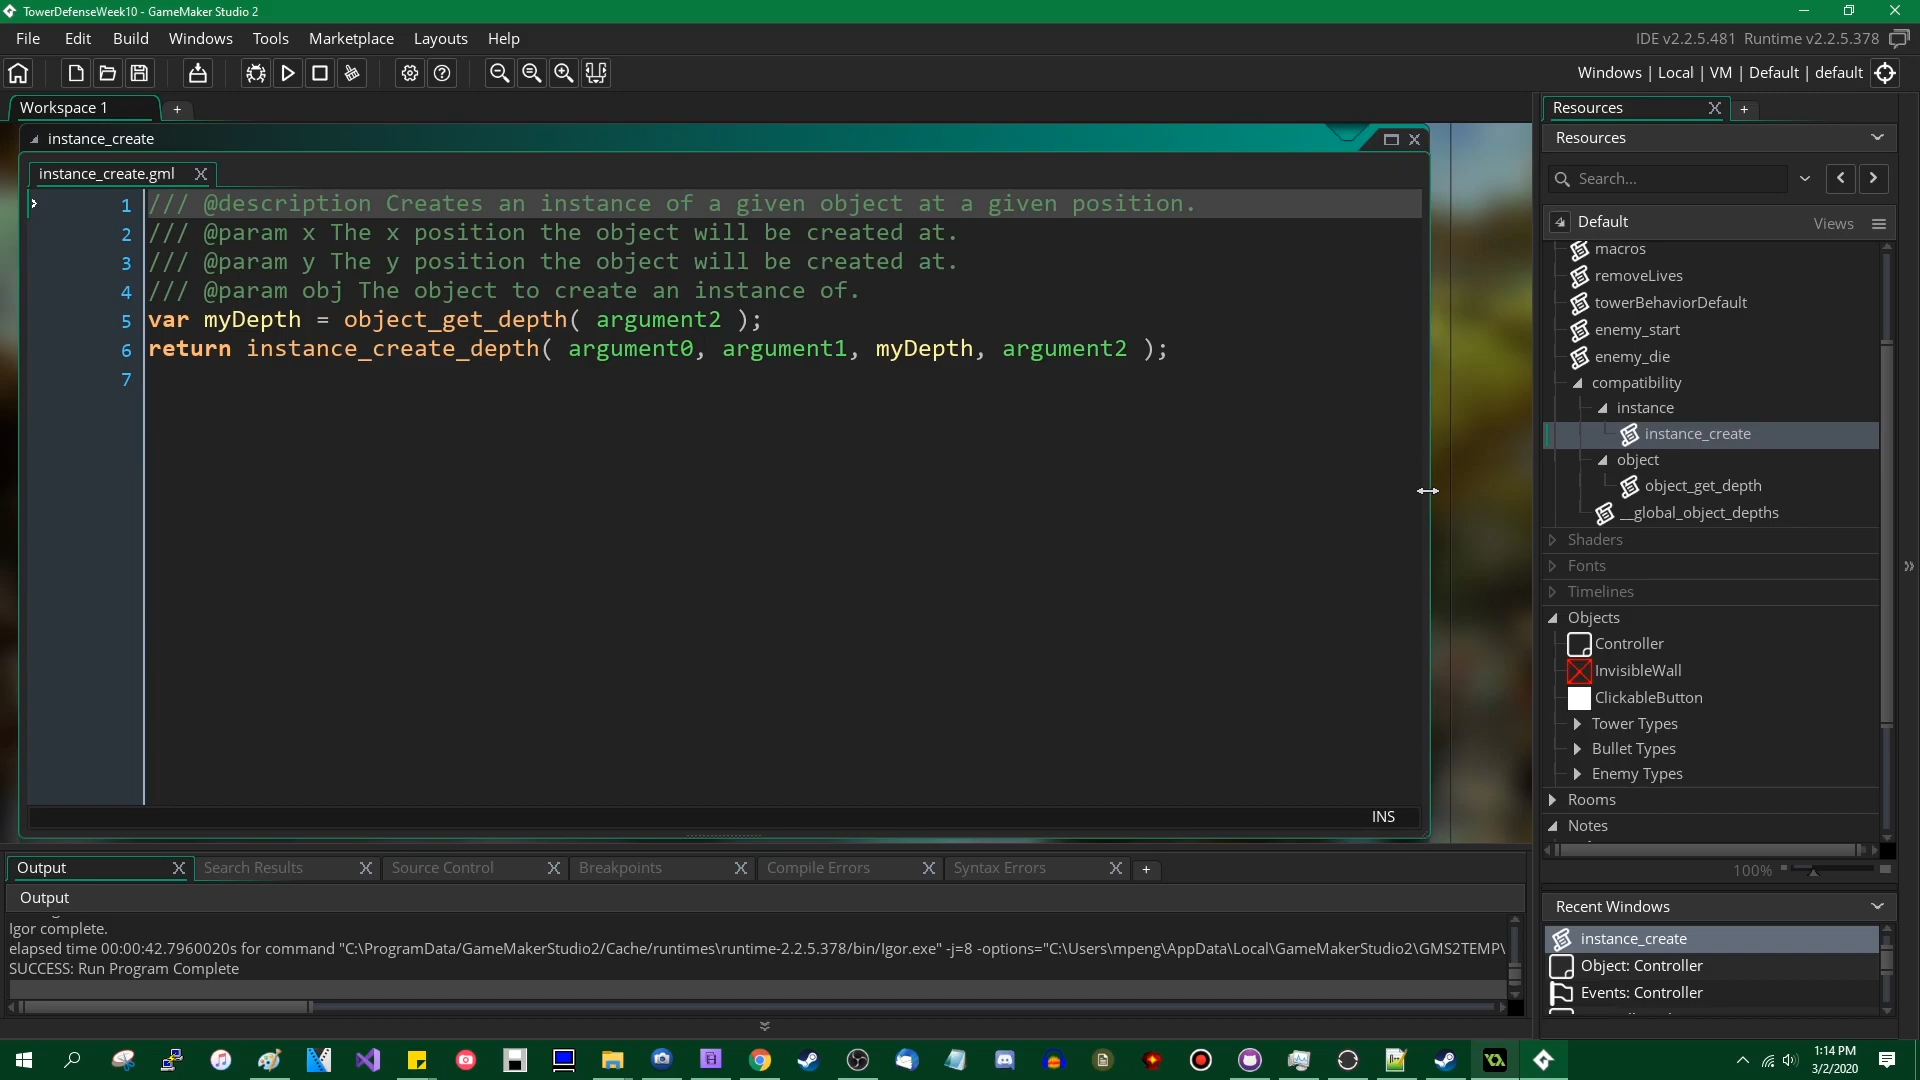 TowerDefenseWeek10 - GameMaker Studio 2
File Edit Build Windows Tools Marketplace Layouts Help
IDE v2.2.5.481 Runtime v2.2.5.378
Windows | Local | VM | Default | default
Workspace 1
+
instance_create
instance_create.gml
1 /// @description Creates an instance of a given object at a given position.
2 /// @param x The x position the object will be created at.
3 /// @param y The y position the object will be created at.
4 /// @param obj The object to create an instance of.
5 var myDepth = object_get_depth( argument2 );
6 return instance_create_depth( argument0, argument1, myDepth, argument2 );
7
INS
Output
Search Results
Source Control
Breakpoints
Compile Errors
Syntax Errors
+
Output
Igor complete.
elapsed time 00:00:42.7960020s for command "C:\ProgramData/GameMakerStudio2/Cache/runtimes\runtime-2.2.5.378/bin/Igor.exe" -j=8 -options="C:\Users\mpeng\AppData\Local\GameMakerStudio2\GMS2TEMP\
SUCCESS: Run Program Complete
Resources
+
Resources
Search...
Default
Views
macros
removeLives
towerBehaviorDefault
enemy_start
enemy_die
compatibility
instance
instance_create
object
object_get_depth
__global_object_depths
Shaders
Fonts
Timelines
Objects
Controller
InvisibleWall
ClickableButton
Tower Types
Bullet Types
Enemy Types
Rooms
Notes
100%
Recent Windows
instance_create
Object: Controller
Events: Controller
1:14 PM
3/2/2020